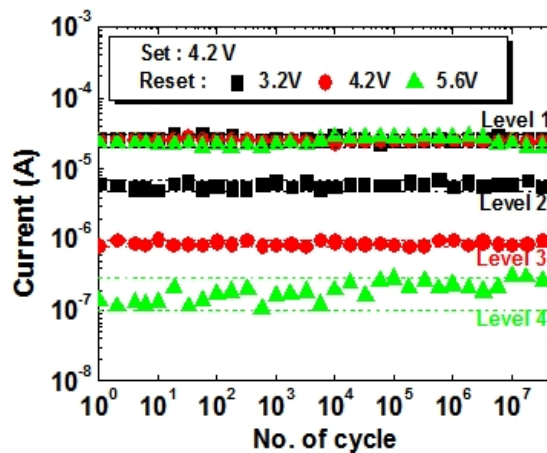 Set : 4.2 V
Reset : 3.2V 4.2V 5.6V
10^-3
10^-4
10^-5
10^-6
10^-7
10^-8
Current (A)
Level 1
Level 2
Level 3
Level 4
10^0 10^1 10^2 10^3 10^4 10^5 10^6 10^7
No. of cycle